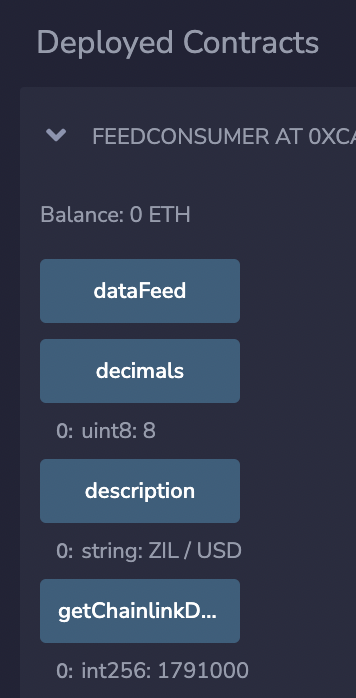 Deployed Contracts
FEEDCONSUMER AT 0XCA
Balance: 0 ETH
dataFeed
decimals
0: uint8: 8
description
0: string: ZIL / USD
getChainlinkD...
0: int256: 1791000